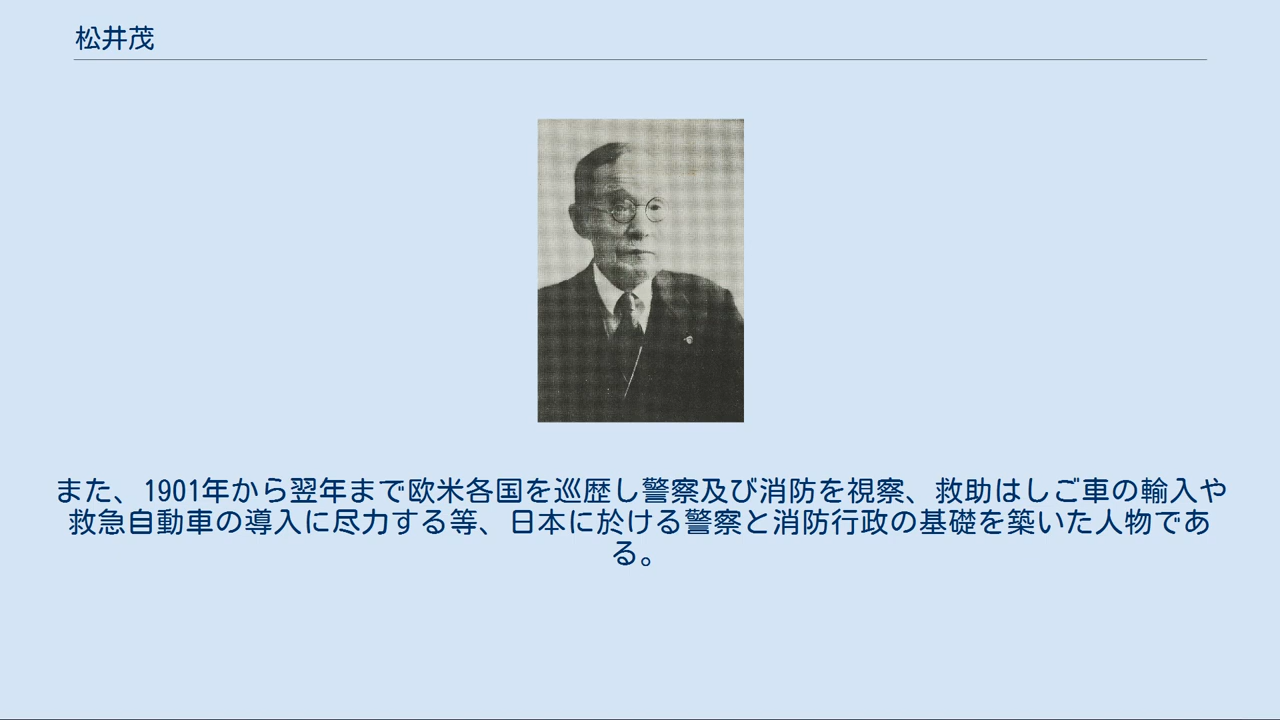 松井茂
また、1901年から翌年まで欧米各国を巡歴し警察及び消防を視察、救助はしご車の輸入や
救急自動車の導入に尽力する等、日本に於ける警察と消防行政の基礎を築いた人物であ
る。